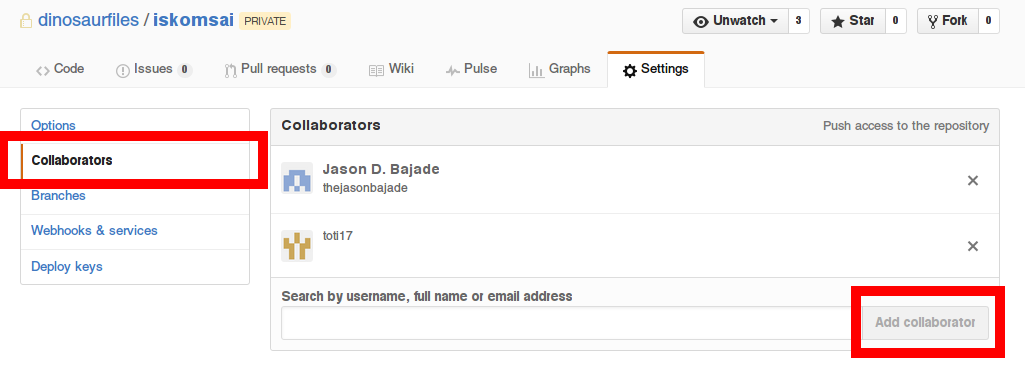 dinosaurfiles / iskomsai PRIVATE Unwatch 3 Star 0 Fork 0
Code Issues 0 Pull requests 0 Wiki Pulse Graphs Settings
Options
Collaborators
Branches
Webhooks & services
Deploy keys
Collaborators Push access to the repository
Jason D. Bajade
thejasonbajade
toti17
Search by username, full name or email address
Add collaborator